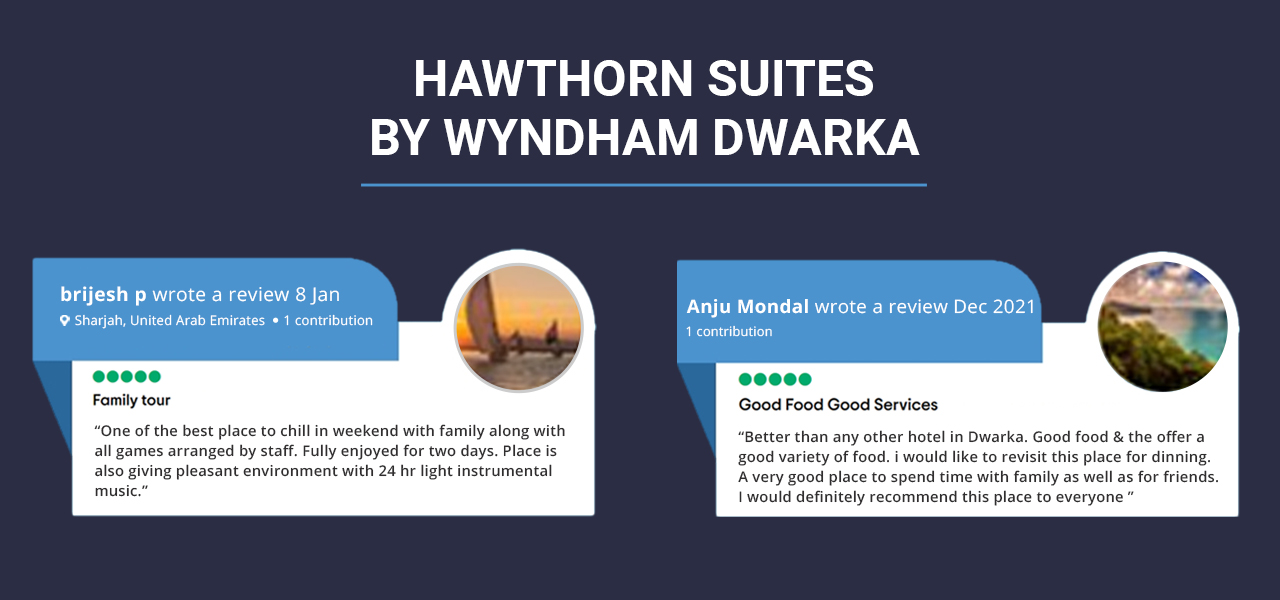 HAWTHORN SUITES
BY WYNDHAM DWARKA
brijesh p wrote a review 8 Jan
Sharjah, United Arab Emirates • 1 contribution
Family tour
“One of the best place to chill in weekend with family along with
all games arranged by staff. Fully enjoyed for two days. Place is
also giving pleasant environment with 24 hr light instrumental
music.”
Anju Mondal wrote a review Dec 2021
1 contribution
Good Food Good Services
“Better than any other hotel in Dwarka. Good food & the offer a
good variety of food. i would like to revisit this place for dinning.
A very good place to spend time with family as well as for friends.
I would definitely recommend this place to everyone ”